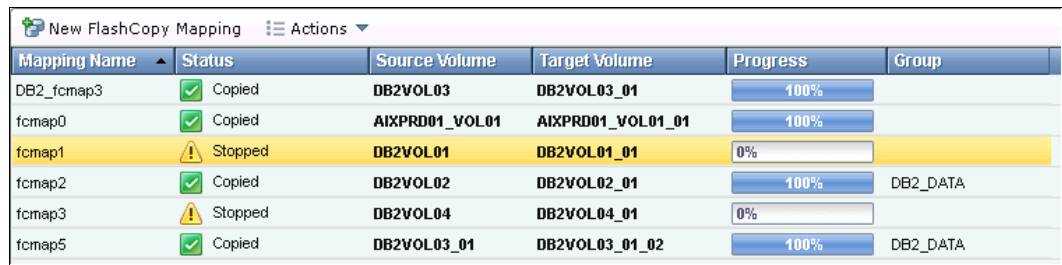 New FlashCopy Mapping Actions
Mapping Name Status Source Volume Target Volume Progress Group
DB2_fcmap3 Copied DB2VOL03 DB2VOL03_01 100%
fcmap0 Copied AIXPRD01_VOL01 AIXPRD01_VOL01_01 100%
fcmap1 Stopped DB2VOL01 DB2VOL01_01 0%
fcmap2 Copied DB2VOL02 DB2VOL02_01 100% DB2_DATA
fcmap3 Stopped DB2VOL04 DB2VOL04_01 0%
fcmap5 Copied DB2VOL03_01 DB2VOL03_01_02 100% DB2_DATA